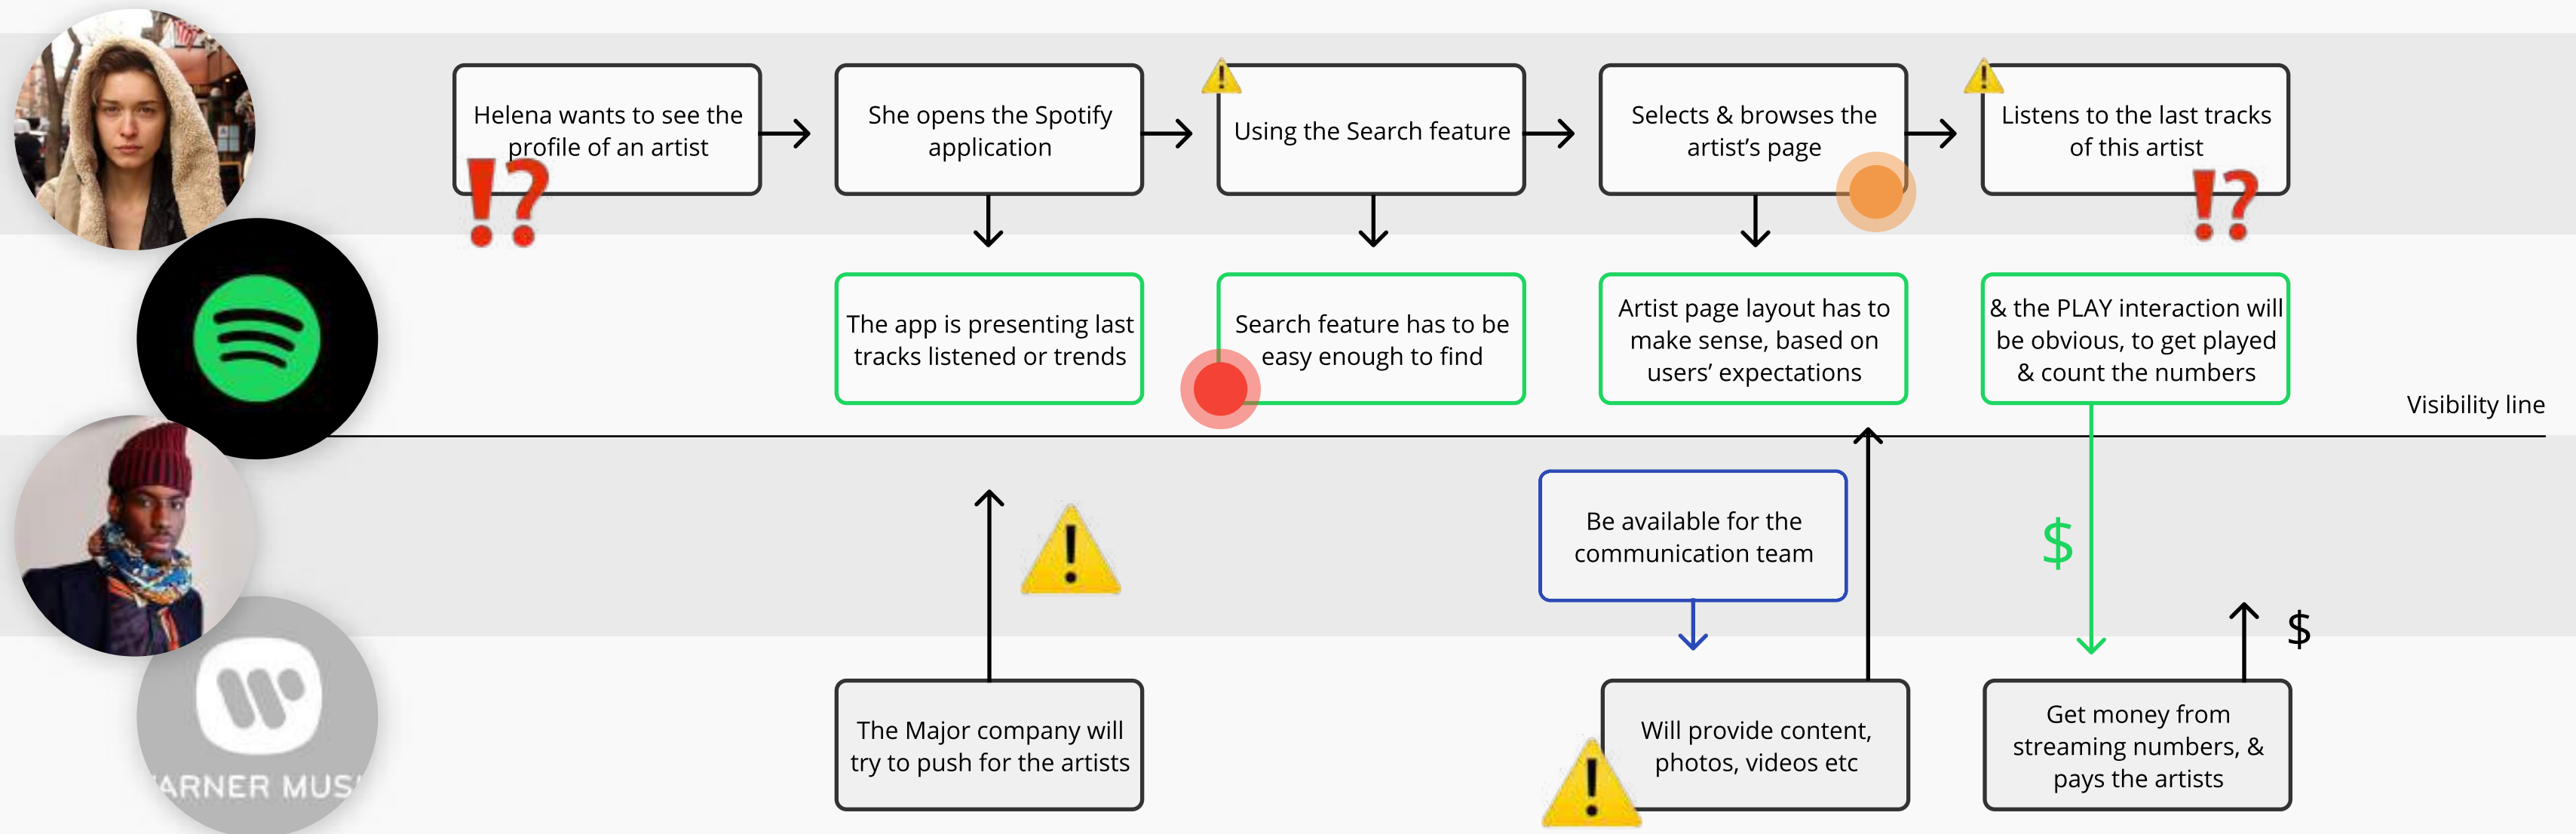 Helena wants to see the
profile of an artist
She opens the Spotify
application
Using the Search feature
Selects & browses the
artist’s page
Listens to the last tracks
of this artist
The app is presenting last
tracks listened or trends
Search feature has to be
easy enough to find
Artist page layout has to
make sense, based on
users’ expectations
& the PLAY interaction will
be obvious, to get played
& count the numbers
Visibility line
Be available for the
communication team
$
$
The Major company will
try to push for the artists
Will provide content,
photos, videos etc
Get money from
streaming numbers, &
pays the artists
ARNER MUS